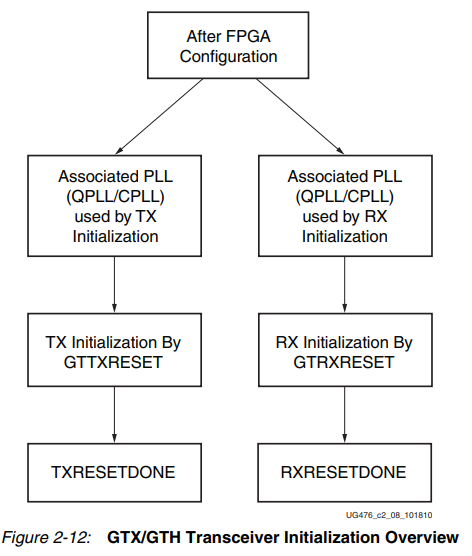 After FPGA
Configuration
Associated PLL
(QPLL/CPLL)
used by TX
Initialization
Associated PLL
(QPLL/CPLL)
used by RX
Initialization
TX Initialization By
GTTXRESET
RX Initialization By
GTRXRESET
TXRESETDONE
RXRESETDONE
UG476_c2_08_101810
Figure 2-12: GTX/GTH Transceiver Initialization Overview